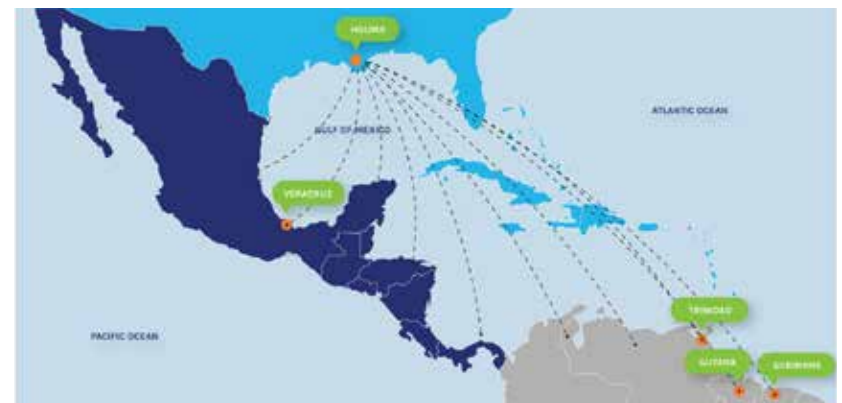 HOUMA
ATLANTIC OCEAN
GULF OF MEXICO
VERACRUZ
TRINIDAD
PACIFIC OCEAN
GUYANA
SURINAME